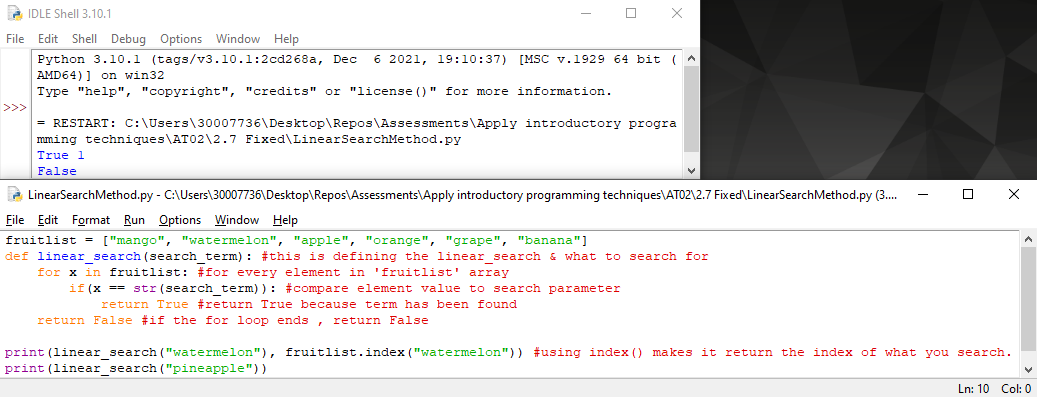 IDLE Shell 3.10.1
File Edit Shell Debug Options Window Help
Python 3.10.1 (tags/v3.10.1:2cd268a, Dec  6 2021, 19:10:37) [MSC v.1929 64 bit (
AMD64)] on win32
Type "help", "copyright", "credits" or "license()" for more information.
>>>
= RESTART: C:\Users\30007736\Desktop\Repos\Assessments\Apply introductory progra
mming techniques\AT02\2.7 Fixed\LinearSearchMethod.py
True 1
False
LinearSearchMethod.py - C:\Users\30007736\Desktop\Repos\Assessments\Apply introductory programming techniques\AT02\2.7 Fixed\LinearSearchMethod.py (3....
File Edit Format Run Options Window Help
fruitlist = ["mango", "watermelon", "apple", "orange", "grape", "banana"]
def linear_search(search_term): #this is defining the linear_search & what to search for
    for x in fruitlist: #for every element in 'fruitlist' array
        if(x == str(search_term)): #compare element value to search parameter
            return True #return True because term has been found
    return False #if the for loop ends , return False
print(linear_search("watermelon"), fruitlist.index("watermelon")) #using index() makes it return the index of what you search.
print(linear_search("pineapple"))
Ln: 10 Col: 0